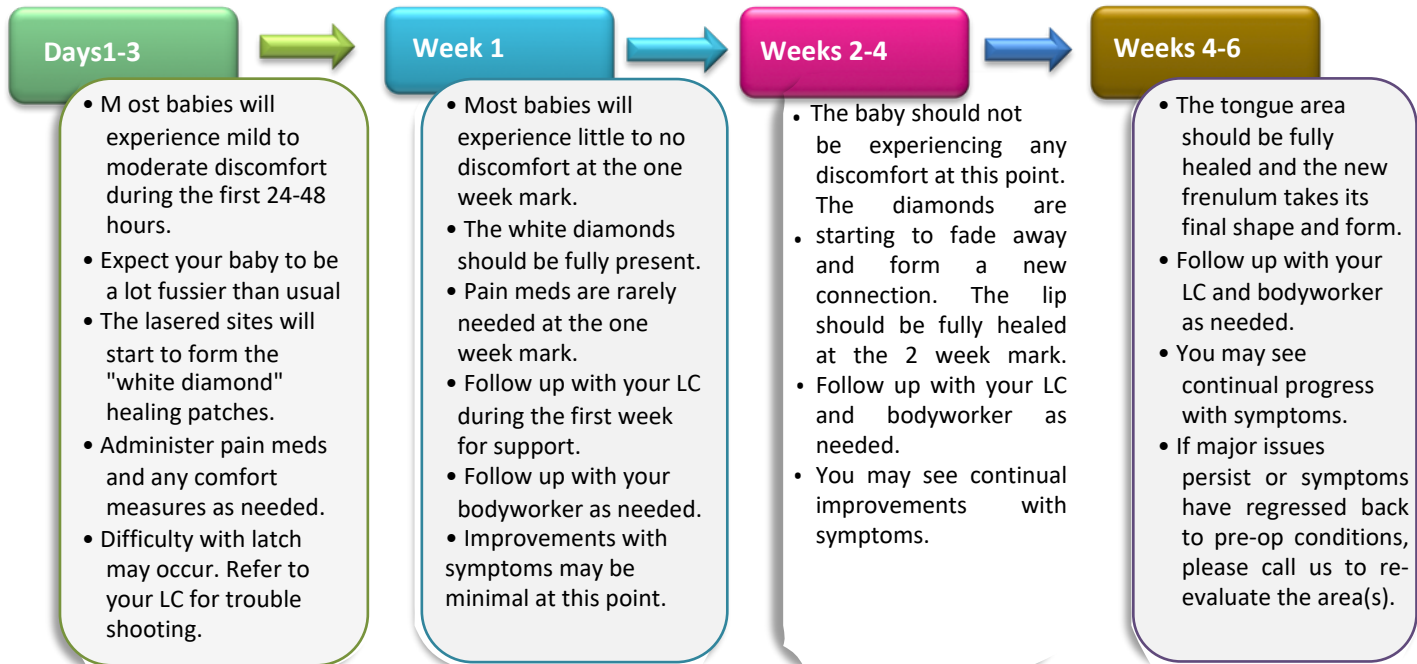 Days1-3
• M ost babies will
experience mild to
moderate discomfort
during the first 24-48
hours.
• Expect your baby to be
a lot fussier than usual
• The lasered sites will
start to form the
"white diamond"
healing patches.
• Administer pain meds
and any comfort
measures as needed.
• Difficulty with latch
may occur. Refer to
your LC for trouble
shooting.
Week 1
• Most babies will
experience little to no
discomfort at the one
week mark.
• The white diamonds
should be fully present.
• Pain meds are rarely
needed at the one
week mark.
• Follow up with your LC
during the first week
for support.
• Follow up with your
bodyworker as needed.
• Improvements with
symptoms may be
minimal at this point.
Weeks 2-4
• The baby should not
be experiencing any
discomfort at this point.
The diamonds are
• starting to fade away
and form a new
connection. The lip
should be fully healed
at the 2 week mark.
• Follow up with your LC
and bodyworker as
needed.
• You may see continual
improvements with
symptoms.
Weeks 4-6
• The tongue area
should be fully
healed and the new
frenulum takes its
final shape and form.
• Follow up with your
LC and bodyworker
as needed.
• You may see
continual progress
with symptoms.
• If major issues
persist or symptoms
have regressed back
to pre-op conditions,
please call us to re-
evaluate the area(s).